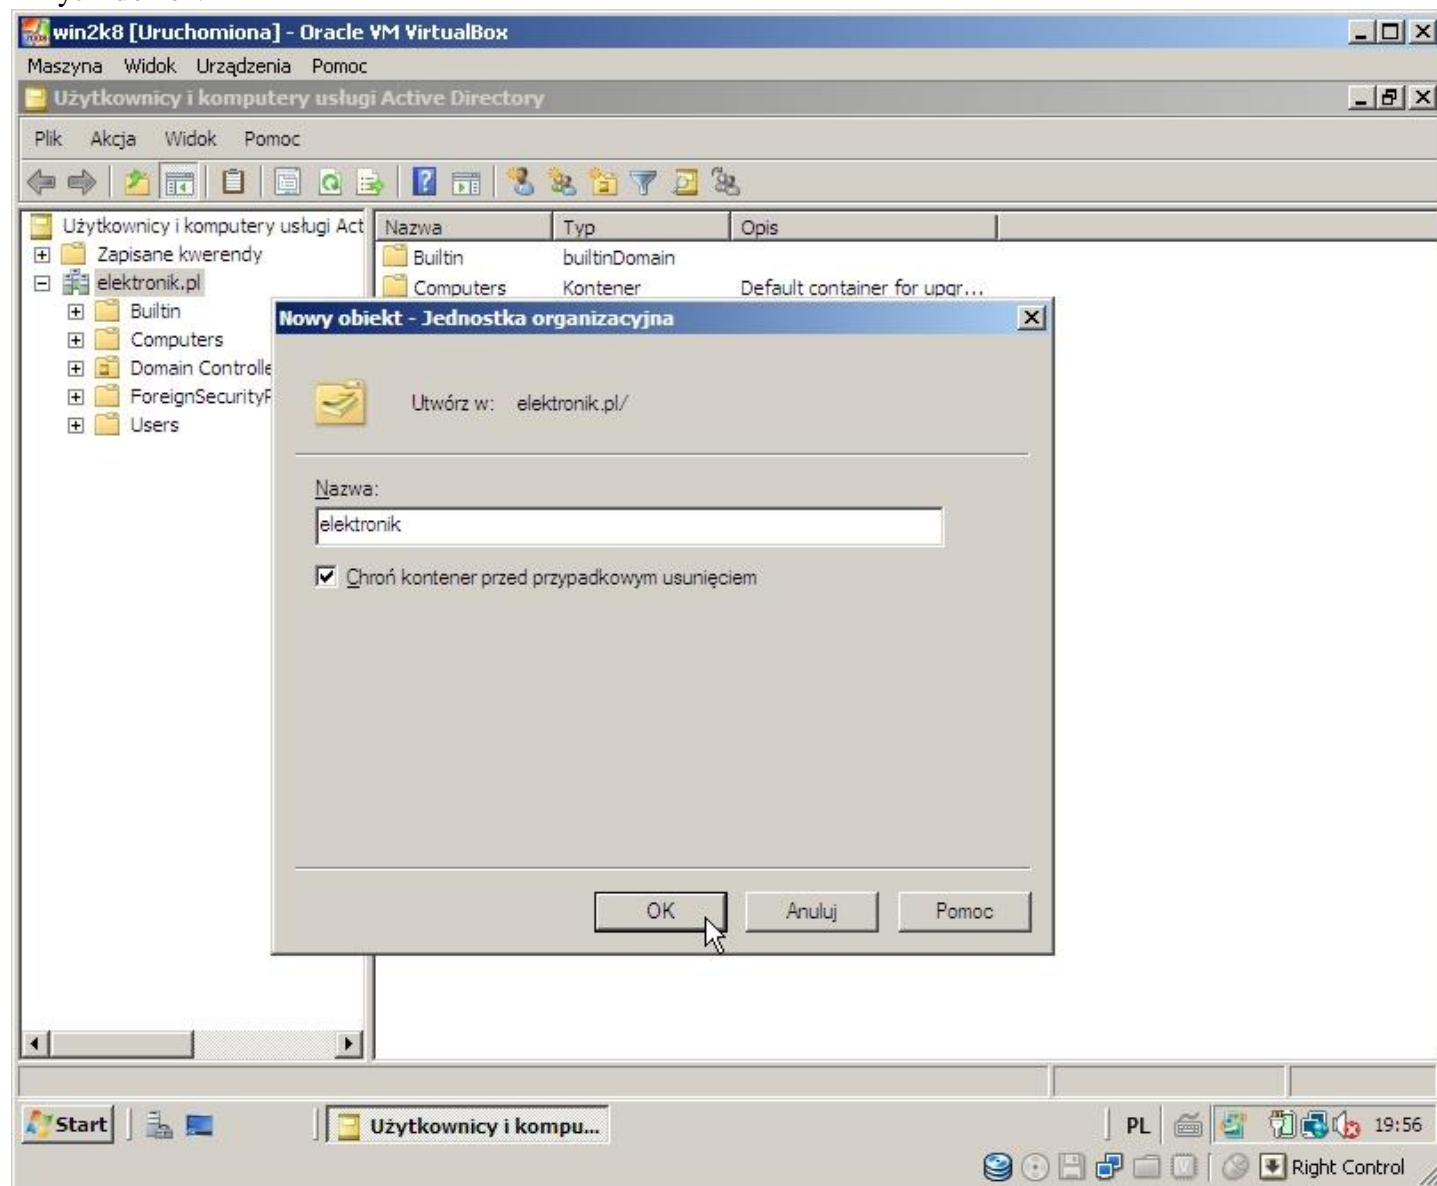 win2k8 [Uruchomiona] - Oracle VM VirtualBox
Maszyna Widok Urządzenia Pomoc
Użytkownicy i komputery usługi Active Directory
Plik Akcja Widok Pomoc
Użytkownicy i komputery usługi Act
Zapisane kwerendy
elektronik.pl
Builtin
Computers
Domain Controlle
ForeignSecurityP
Users
Nazwa Typ Opis
Builtin builtinDomain
Computers Kontener Default container for upgr...
Nowy obiekt - Jednostka organizacyjna
Utwórz w: elektronik.pl/
Nazwa:
elektronik
Chroń kontener przed przypadkowym usunięciem
OK Anuluj Pomoc
Start Użytkownicy i kompu... PL 19:56
Right Control